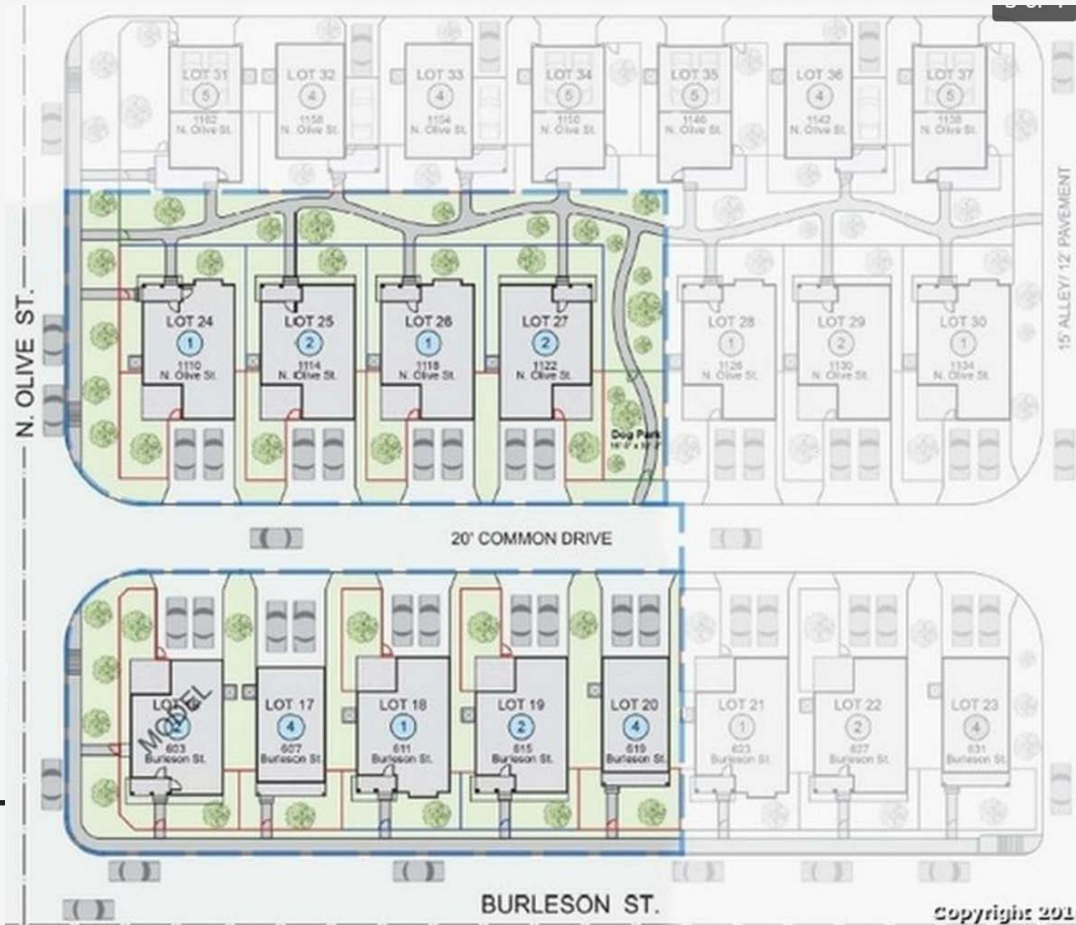 LOT 31
5
1162
N. Olive St.
LOT 32
4
1158
N. Olive St.
LOT 33
4
1154
N. Olive St.
LOT 34
5
1150
N. Olive St.
LOT 35
5
1146
N. Olive St.
LOT 36
4
1142
N. Olive St.
LOT 37
5
1138
N. Olive St.
15' ALLEY/ 12' PAVEMENT
N. OLIVE ST.
LOT 24
1
1110
N. Olive St.
LOT 25
2
1114
N. Olive St.
LOT 26
1
1118
N. Olive St.
LOT 27
2
1122
N. Olive St.
LOT 28
1
1126
N. Olive St.
LOT 29
2
1130
N. Olive St.
LOT 30
1
1134
N. Olive St.
Dog Park
20' COMMON DRIVE
LOT
MODEL
2
603
Burleson St.
LOT 17
4
607
Burleson St.
LOT 18
1
611
Burleson St.
LOT 19
2
615
Burleson St.
LOT 20
4
619
Burleson St.
LOT 21
1
623
Burleson St.
LOT 22
2
627
Burleson St.
LOT 23
4
631
Burleson St.
BURLESON ST.
Copyright 201